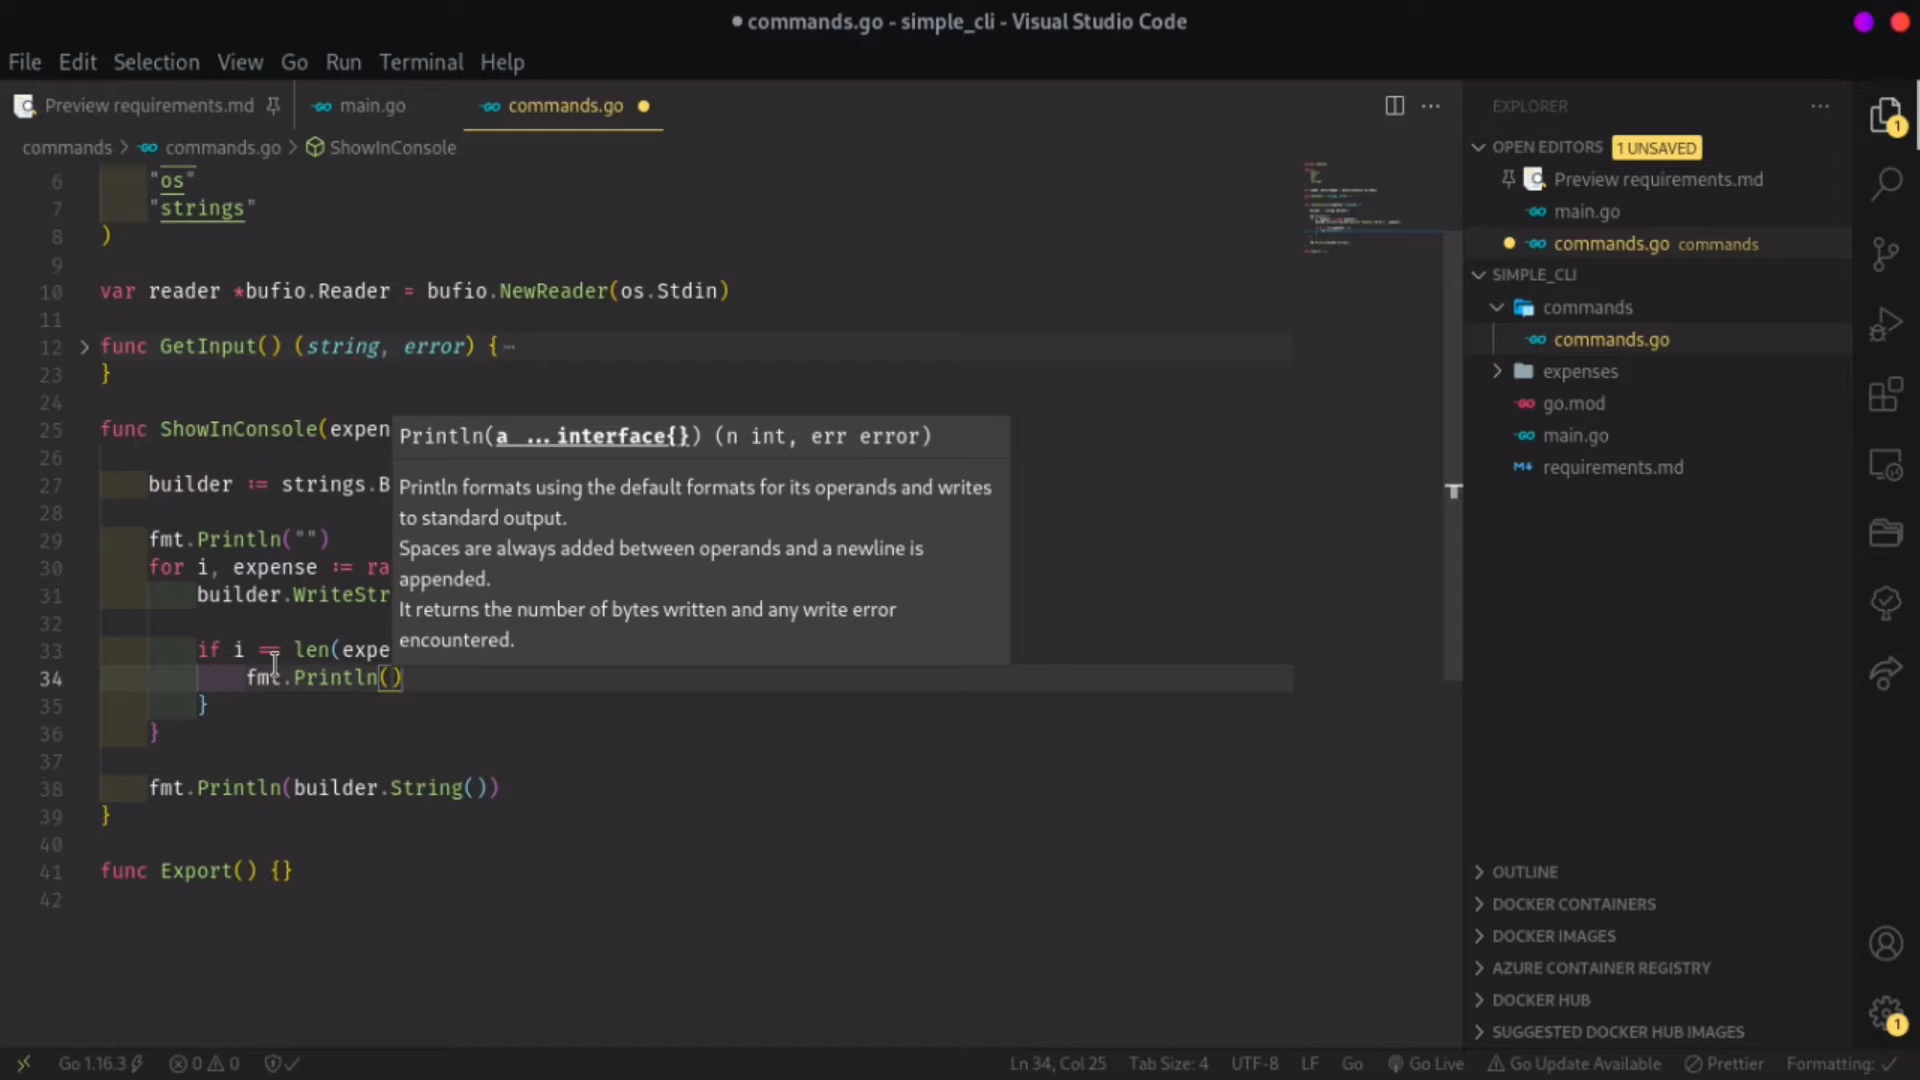 ● commands.go - simple_cli - Visual Studio Code
File Edit Selection View Go Run Terminal Help
Preview requirements.md main.go commands.go ●
commands > commands.go > ShowInConsole
6 "os"
7 "strings"
8 )
9
10 var reader *bufio.Reader = bufio.NewReader(os.Stdin)
11
12 func GetInput() (string, error) {
23 }
24
25 func ShowInConsole(expen
26
27 builder := strings.B
28
29 fmt.Println("")
30 for i, expense := ra
31 builder.WriteStr
32
33 if i == len(expe
34 fmt.Println()
35 }
36 }
37
38 fmt.Println(builder.String())
39 }
40
41 func Export() {}
42
Println(a ...interface{}) (n int, err error)
Println formats using the default formats for its operands and writes
to standard output.
Spaces are always added between operands and a newline is
appended.
It returns the number of bytes written and any write error
encountered.
EXPLORER
OPEN EDITORS 1 UNSAVED
Preview requirements.md
main.go
commands.go commands
SIMPLE_CLI
commands
commands.go
expenses
go.mod
main.go
requirements.md
OUTLINE
DOCKER CONTAINERS
DOCKER IMAGES
AZURE CONTAINER REGISTRY
DOCKER HUB
SUGGESTED DOCKER HUB IMAGES
1
1
Go 1.16.3 0 0 Ln 34, Col 25 Tab Size: 4 UTF-8 LF Go Go Live Go Update Available Prettier Formatting: ✓